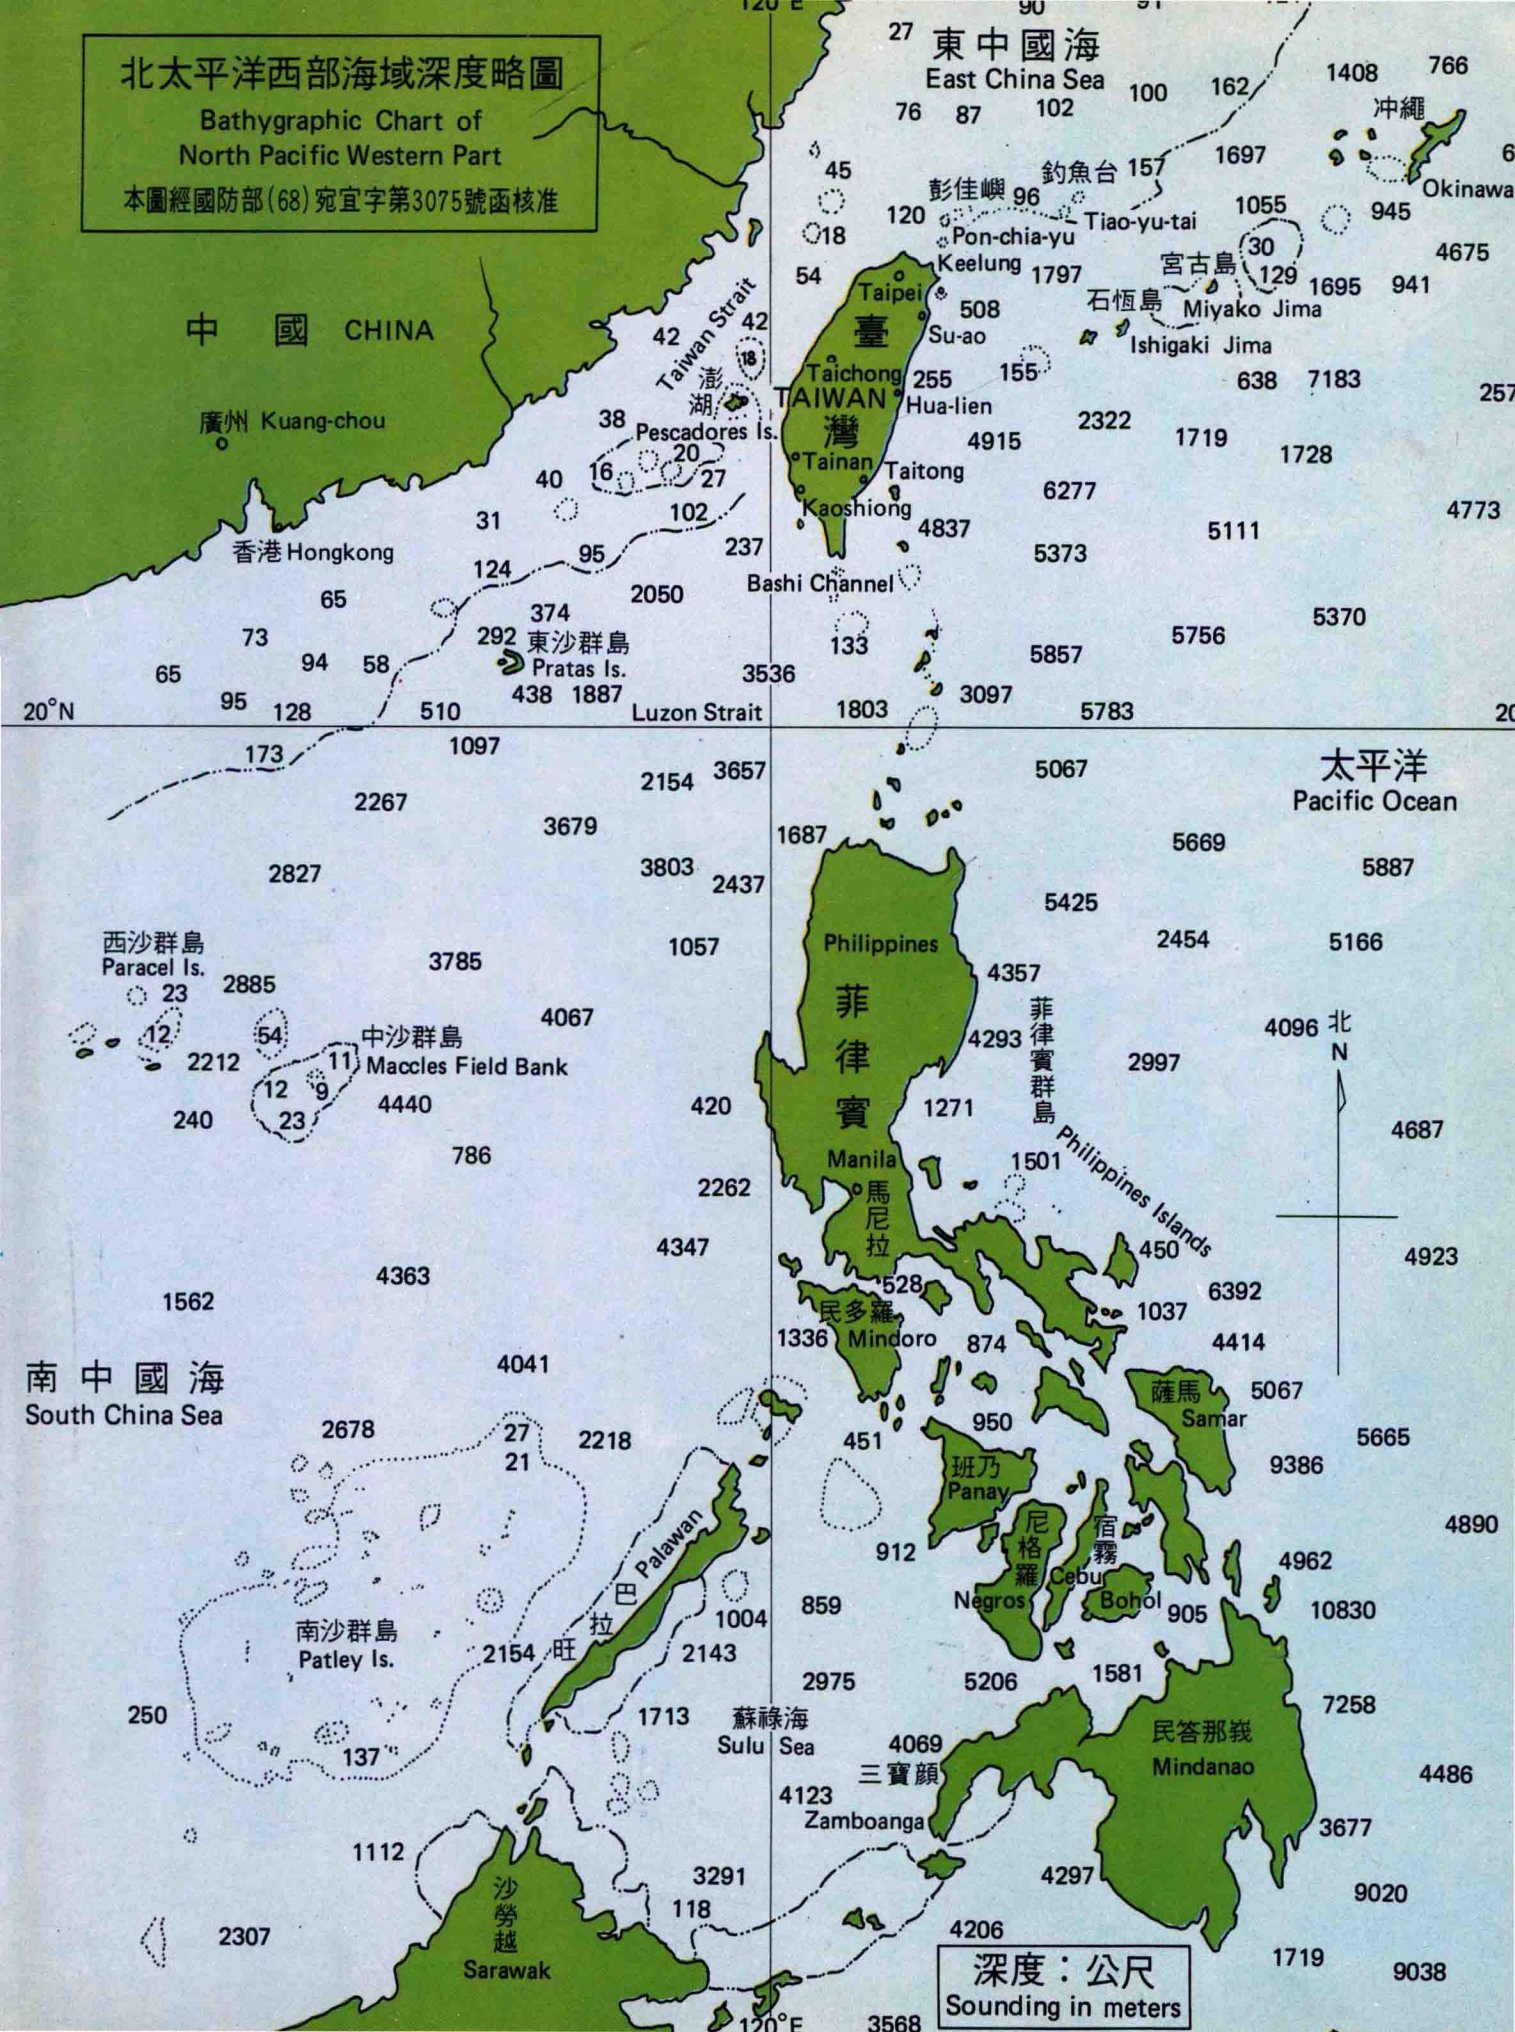 120°E
90
91
27
東中國海
East China Sea
北太平洋西部海域深度略圖
Bathygraphic Chart of
North Pacific Western Part
本圖經國防部(68)宛宜字第3075號函核准
76
87
102
100
162
1408
766
冲繩
45
彭佳嶼
96
釣魚台
157
1697
6
Okinawa
120
Tiao-yu-tai
1055
945
18
Pon-chia-yu
30
4675
54
Keelung
1797
宮古島
129
1695
941
Taipei
508
石恆島
Miyako Jima
中國 CHINA
42
42
Taiwan Strait
臺
Su-ao
Ishigaki Jima
18
澎
湖
Taichong
255
155
638
7183
257
TAIWAN
Hua-lien
廣州 Kuang-chou
38
Pescadores Is.
灣
4915
2322
1719
1728
16
20
27
Tainan
Taitong
40
6277
31
102
Kaoshiong
4837
5111
4773
香港 Hongkong
124
95
237
5373
Bashi Channel
65
374
2050
5370
73
292
東沙群島
133
5756
65
94
58
Pratas Is.
3536
5857
95
128
510
438
1887
1803
3097
5783
20°N
Luzon Strait
20
173
1097
2154
3657
5067
太平洋
Pacific Ocean
2267
3679
1687
5669
2827
3803
2437
5887
5425
西沙群島
Paracel Is.
3785
1057
Philippines
2454
5166
23
2885
4357
12
54
4067
菲
律
賓
菲律賓群島
4096
北
N
中沙群島
4293
2212
11
Maccles Field Bank
2997
12
9
240
23
4440
420
1271
4687
786
Manila
1501
Philippines Islands
2262
馬尼拉
4347
450
4923
4363
528
6392
1562
民多羅
1037
1336
Mindoro
874
4414
南中國海
South China Sea
4041
薩馬
Samar
5067
2678
27
2218
451
950
5665
21
班乃
Panay
9386
巴拉旺
Palawan
尼格羅
宿霧
4890
912
4962
Cebu
859
Negros
Bohol
905
10830
南沙群島
Patley Is.
1004
2154
2143
2975
5206
1581
250
1713
蘇祿海
Sulu Sea
7258
137
4069
民答那峩
Mindanao
三寶顏
4486
4123
Zamboanga
3677
1112
3291
4297
118
9020
沙勞越
Sarawak
2307
4206
1719
9038
深度：公尺
Sounding in meters
120°E
3568